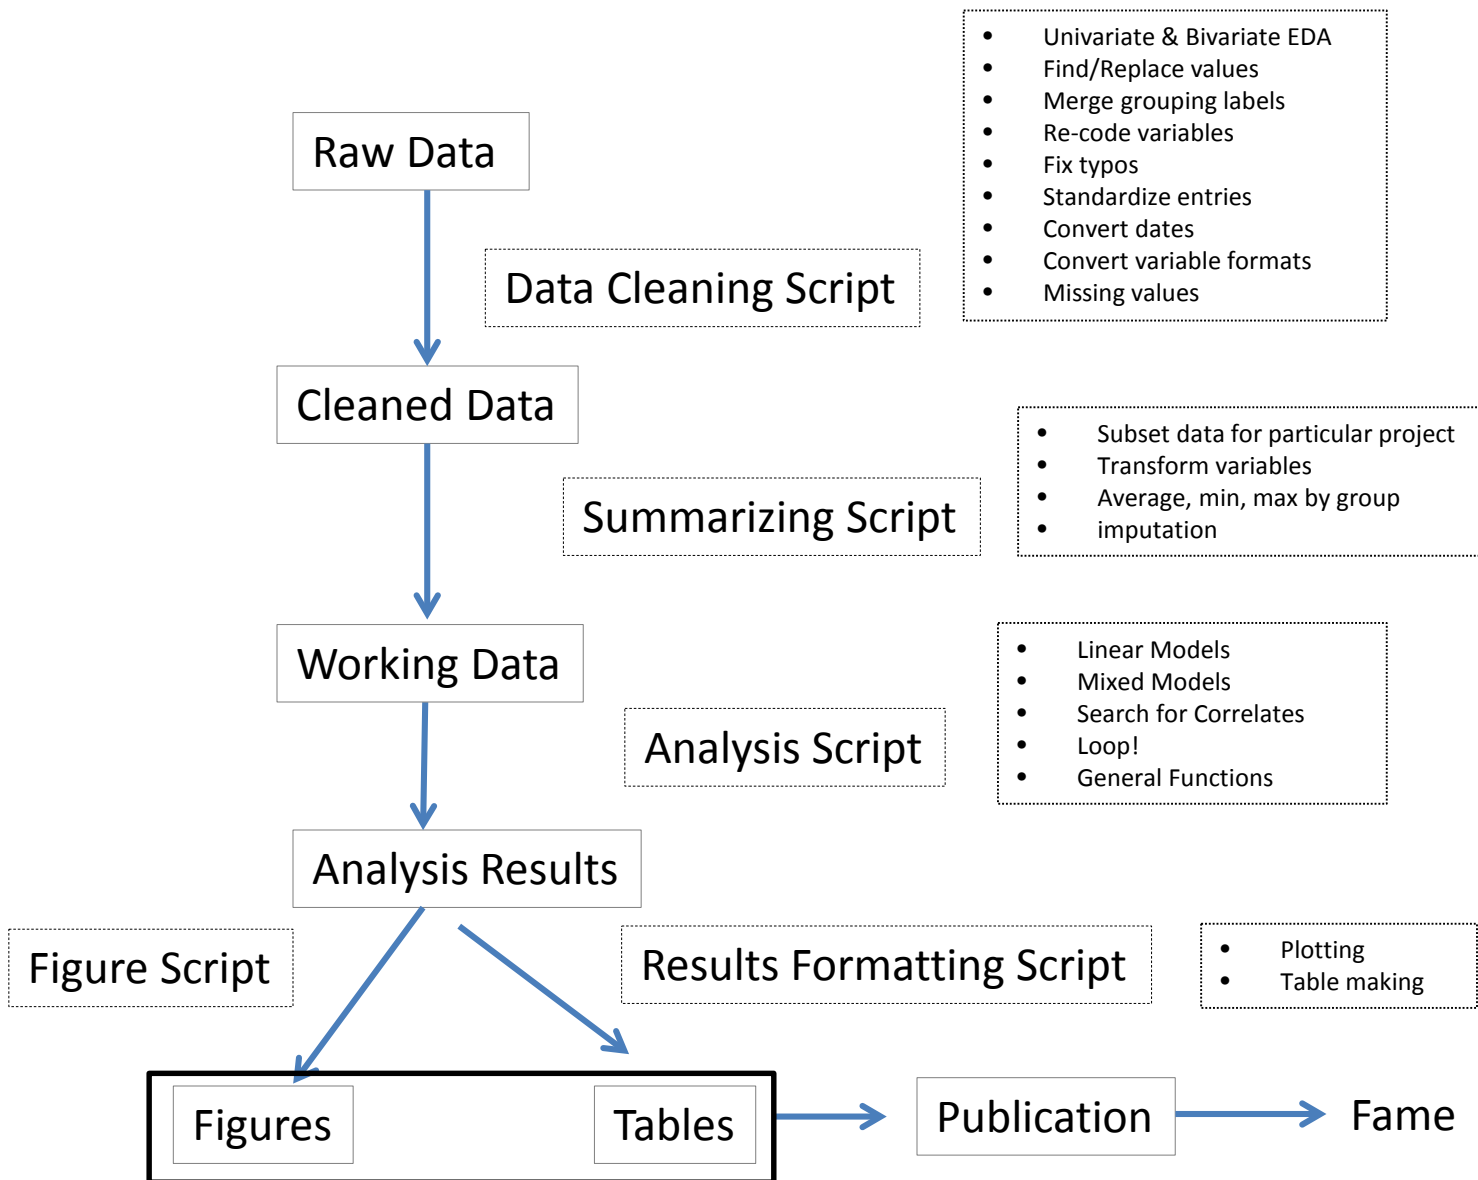 Raw Data
• Univariate & Bivariate EDA
• Find/Replace values
• Merge grouping labels
• Re-code variables
• Fix typos
• Standardize entries
• Convert dates
• Convert variable formats
• Missing values
Data Cleaning Script
Cleaned Data
• Subset data for particular project
• Transform variables
• Average, min, max by group
• imputation
Summarizing Script
Working Data
• Linear Models
• Mixed Models
• Search for Correlates
• Loop!
• General Functions
Analysis Script
Analysis Results
Figure Script
Results Formatting Script
• Plotting
• Table making
Figures
Tables
Publication
Fame